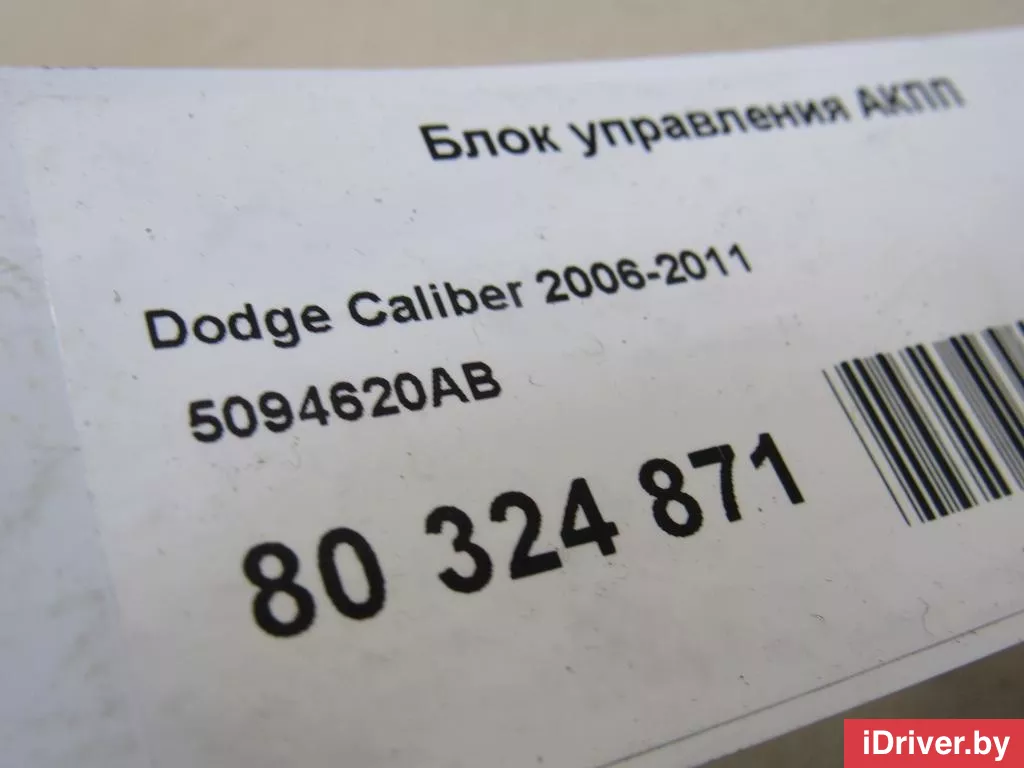 Блок управления АКПП
Dodge Caliber 2006-2011
5094620AB
80 324 871
iDriver.by